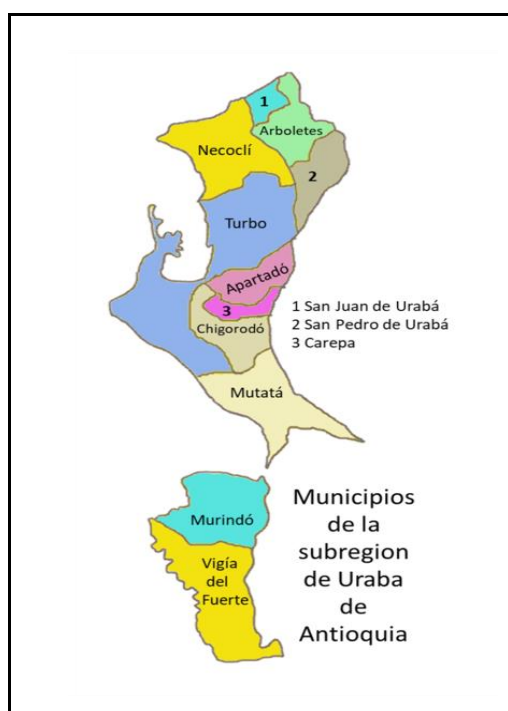 1
Arboletes
Necoclí
2
Turbo
Apartadó
3
Chigorodó
1 San Juan de Urabá
2 San Pedro de Urabá
3 Carepa
Mutatá
Murindó
Vigía
del
Fuerte
Municipios
de la
subregion
de Uraba
de
Antioquia